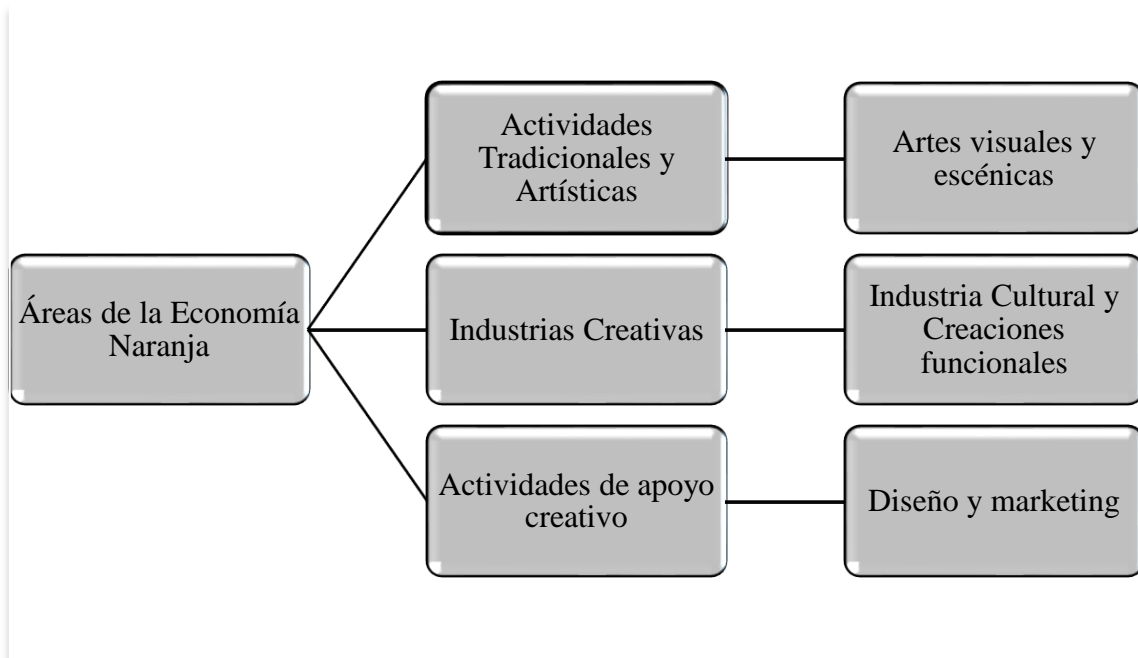 Áreas de la Economía
Naranja
Actividades
Tradicionales y
Artísticas
Artes visuales y
escénicas
Industrias Creativas
Industria Cultural y
Creaciones
funcionales
Actividades de apoyo
creativo
Diseño y marketing